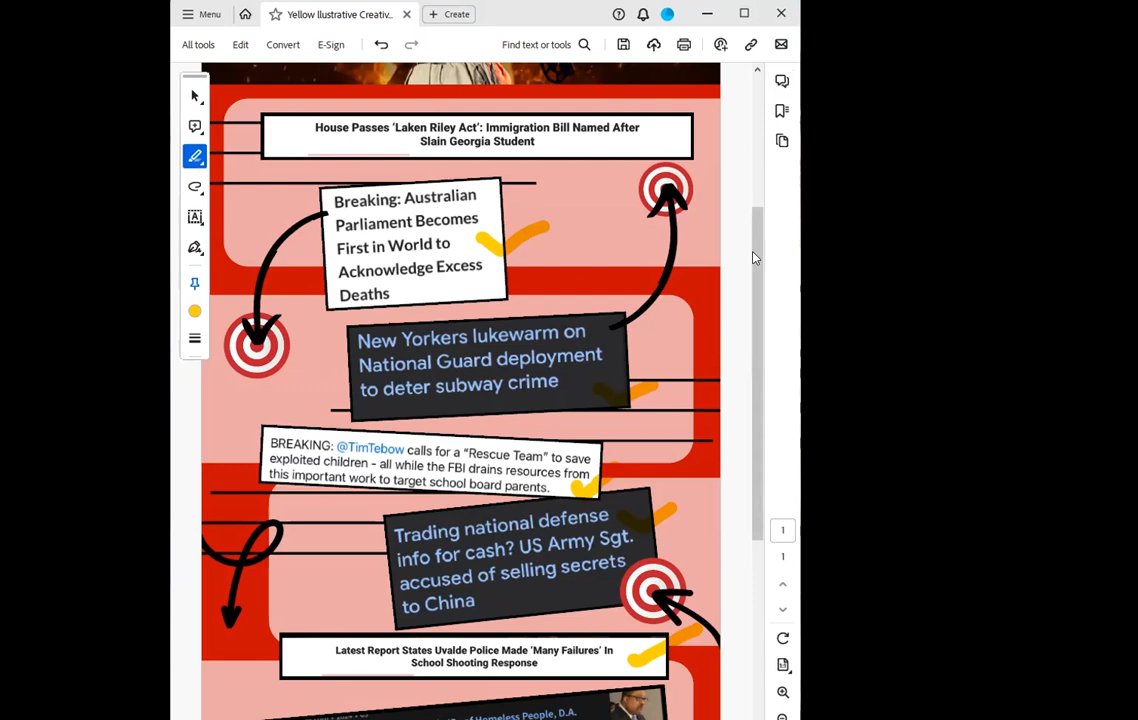 Menu
Yellow llustrative Creativ...
Create
All tools
Edit
Convert
E-Sign
Find text or tools
House Passes ‘Laken Riley Act’: Immigration Bill Named After
Slain Georgia Student
Breaking: Australian
Parliament Becomes
First in World to
Acknowledge Excess
Deaths
New Yorkers lukewarm on
National Guard deployment
to deter subway crime
BREAKING: @TimTebow calls for a “Rescue Team” to save
exploited children - all while the FBI drains resources from
this important work to target school board parents.
Trading national defense
info for cash? US Army Sgt.
accused of selling secrets
to China
1
1
Latest Report States Uvalde Police Made ‘Many Failures’ In
School Shooting Response
of Homeless People, D.A.